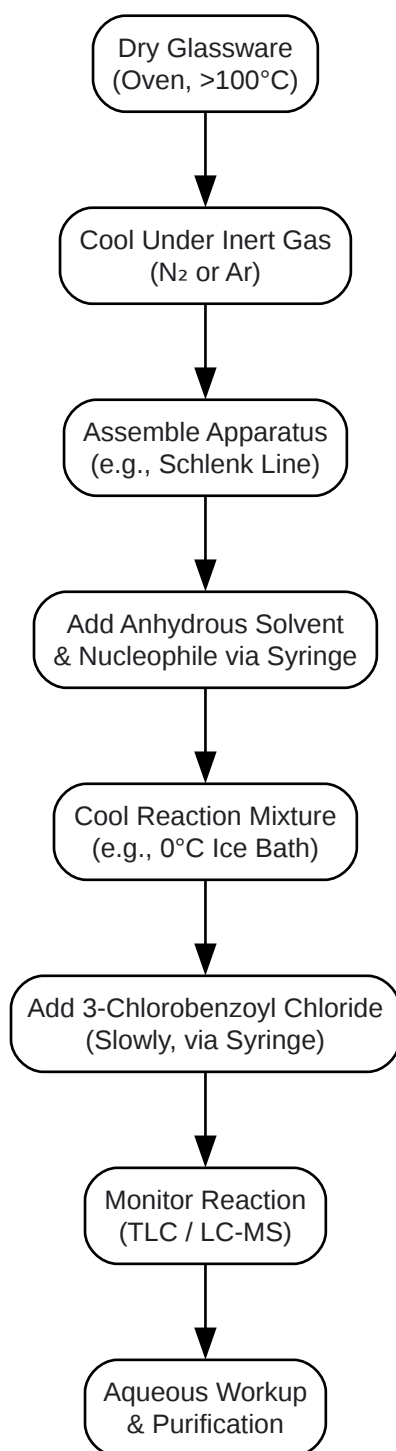 Dry Glassware
(Oven, >100°C)
Cool Under Inert Gas
(N₂ or Ar)
Assemble Apparatus
(e.g., Schlenk Line)
Add Anhydrous Solvent
& Nucleophile via Syringe
Cool Reaction Mixture
(e.g., 0°C Ice Bath)
Add 3-Chlorobenzoyl Chloride
(Slowly, via Syringe)
Monitor Reaction
(TLC / LC-MS)
Aqueous Workup
& Purification